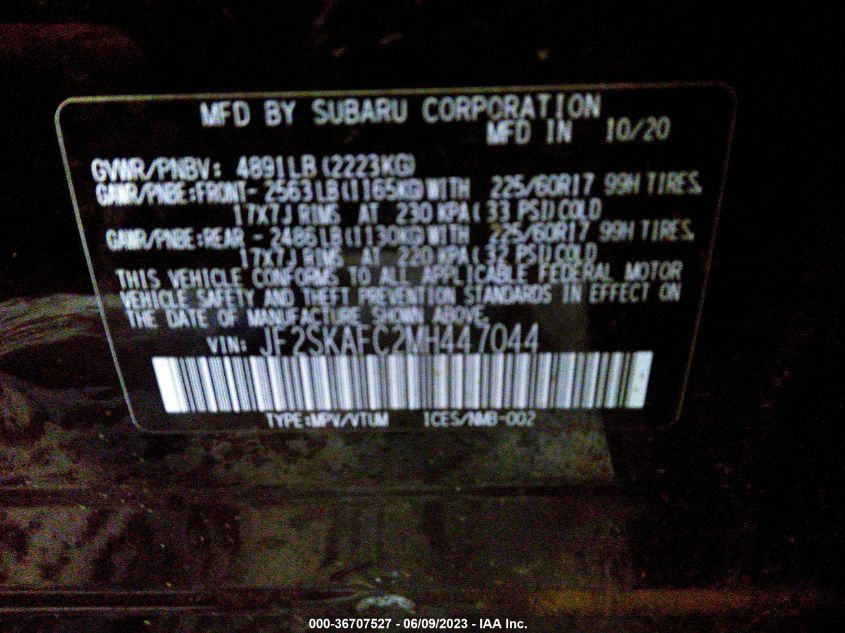 MFD BY SUBARU CORPORATION
MFD IN 10/20
GVWR/PNBV: 4891LB (2223KG)
GAWR/PNBE:FRONT- 2563LB(1165KG)WITH 225/60R17 99H TIRES,
17X7J RIMS AT 230 KPA( 33 PSI)COLD
GAWR/PNBE:REAR - 2486LB(1130KG)WITH 225/60R17 99H TIRES,
17X7J RIMS AT 220 KPA( 32 PSI)COLD
THIS VEHICLE CONFORMS TO ALL APPLICABLE FEDERAL MOTOR
VEHICLE SAFETY AND THEFT PREVENTION STANDARDS IN EFFECT ON
THE DATE OF MANUFACTURE SHOWN ABOVE.
VIN: JF2SKAFC2MH447044
TYPE:MPV/VTUM ICES/NMB-002
000-36707527 - 06/09/2023 - IAA Inc.